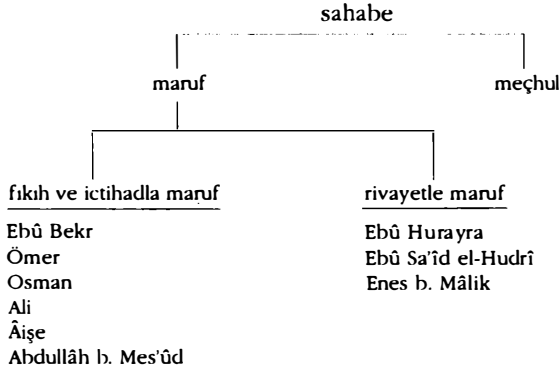 sahabe
maruf
meçhul
fıkıh ve ictihadla maruf
Ebû Bekr
Ömer
Osman
Ali
Âişe
Abdullâh b. Mes'ûd
rivayetle maruf
Ebû Hurayra
Ebû Sa'îd el-Hudrî
Enes b. Mâlik